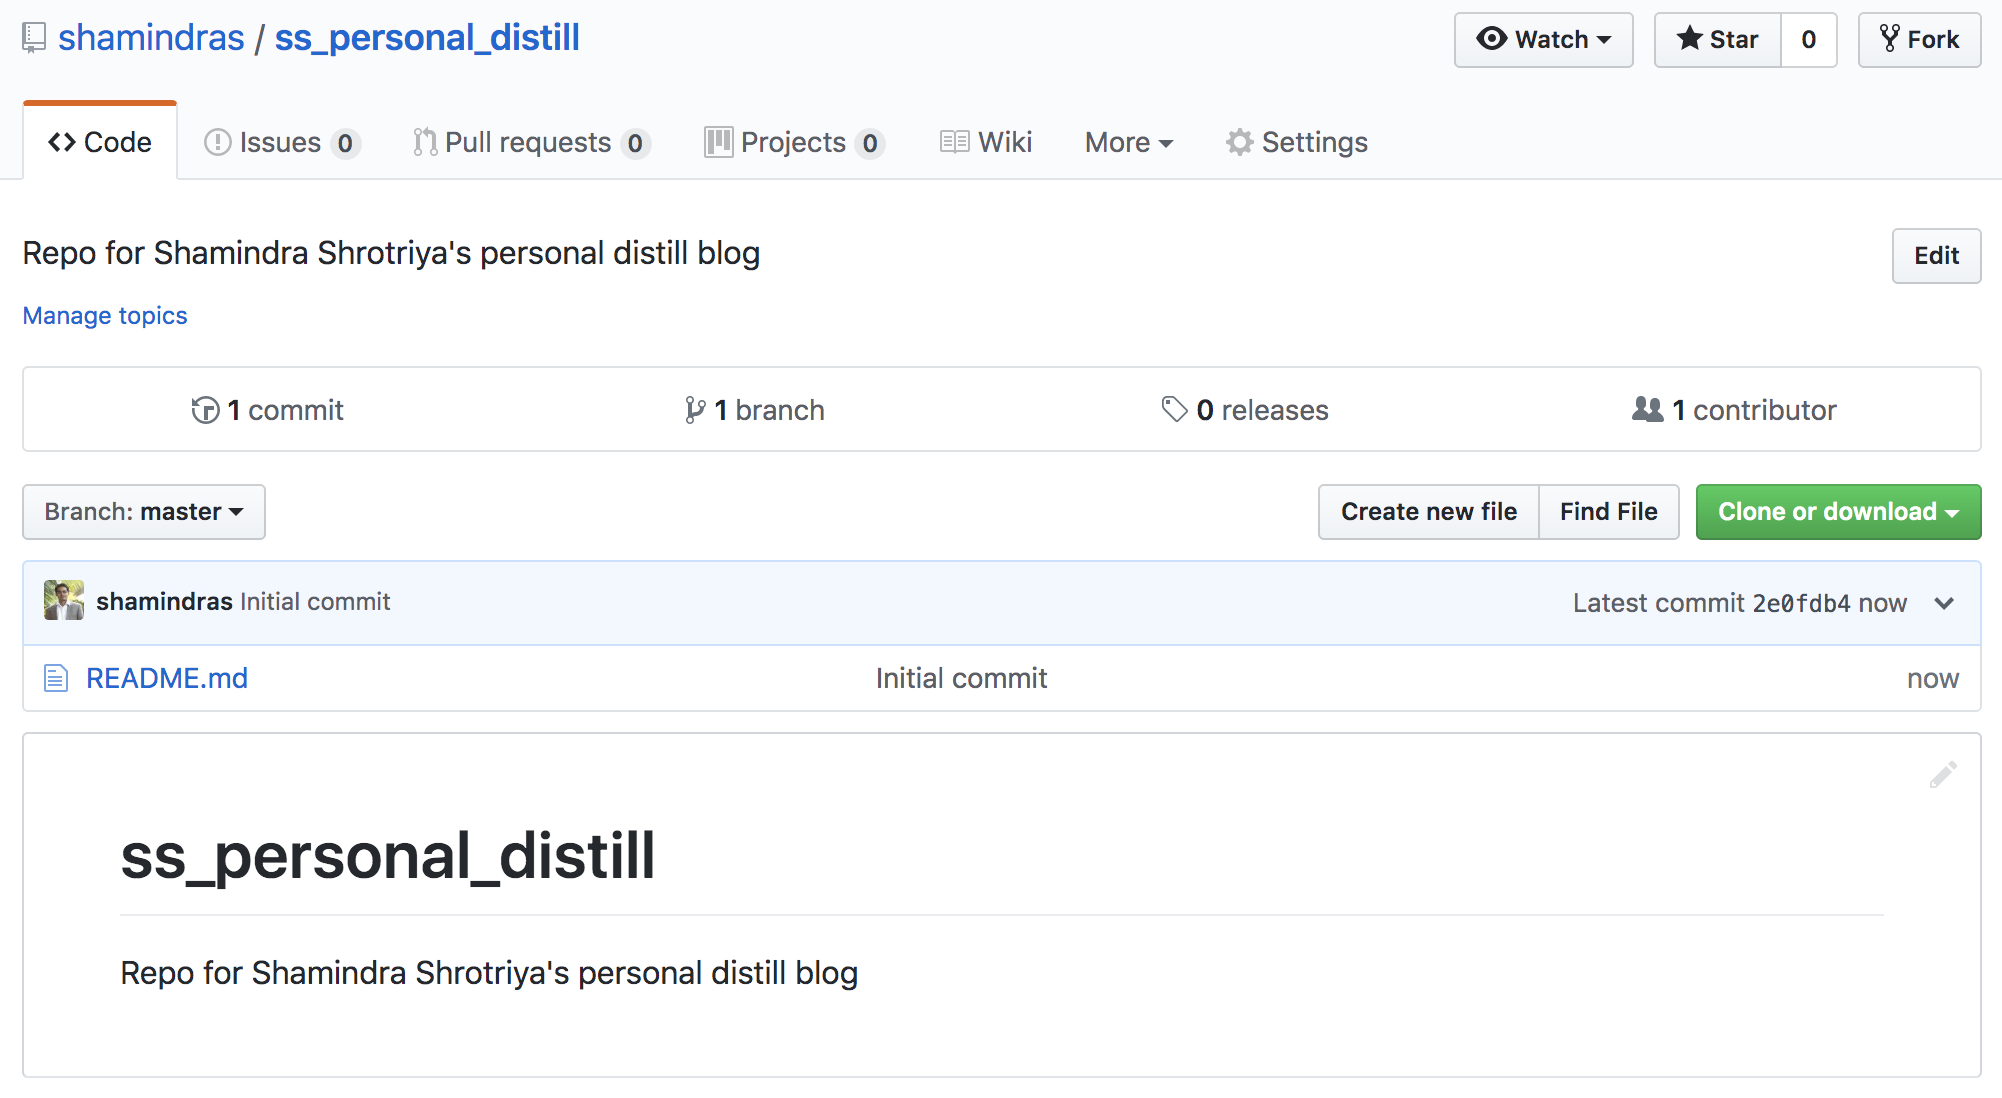 shamindras / ss_personal_distill
Watch Star 0 Fork
Code Issues 0 Pull requests 0 Projects 0 Wiki More Settings
Repo for Shamindra Shrotriya's personal distill blog Edit
Manage topics
1 commit 1 branch 0 releases 1 contributor
Branch: master Create new file Find File Clone or download
shamindras Initial commit Latest commit 2e0fdb4 now
README.md Initial commit now
ss_personal_distill
Repo for Shamindra Shrotriya's personal distill blog